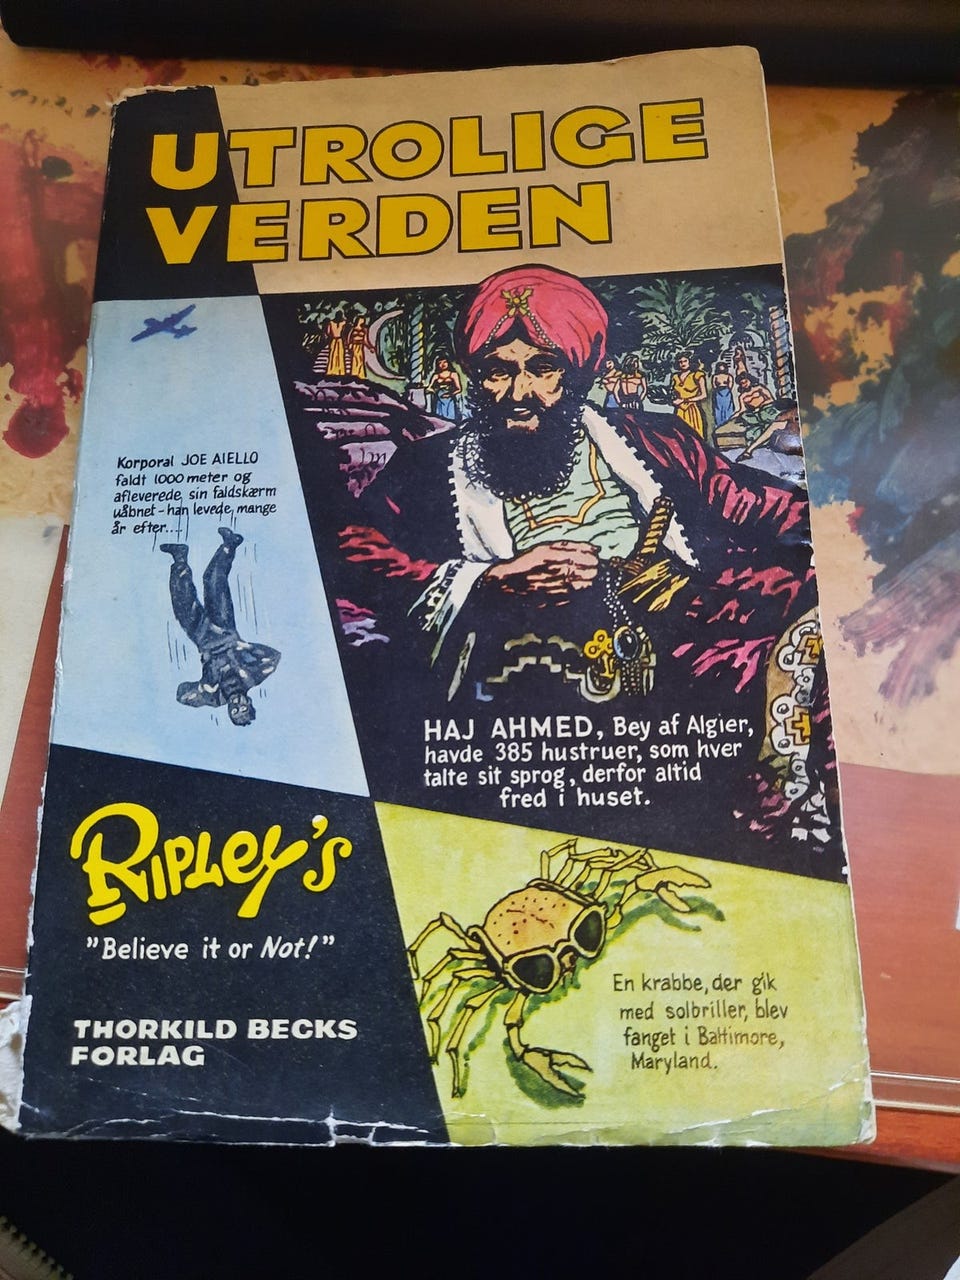 UTROLIGE
VERDEN
Korporal JOE AIELLO
faldt 1000 meter og
afleverede sin faldskærm
uåbnet - han levede mange
år efter....
HAJ AHMED, Bey af Algier,
havde 385 hustruer, som hver
talte sit sprog, derfor altid
fred i huset.
RIPLEY'S
"Believe it or Not!"
THORKILD BECKS
FORLAG
En krabbe, der gik
med solbriller, blev
fanget i Baltimore,
Maryland.